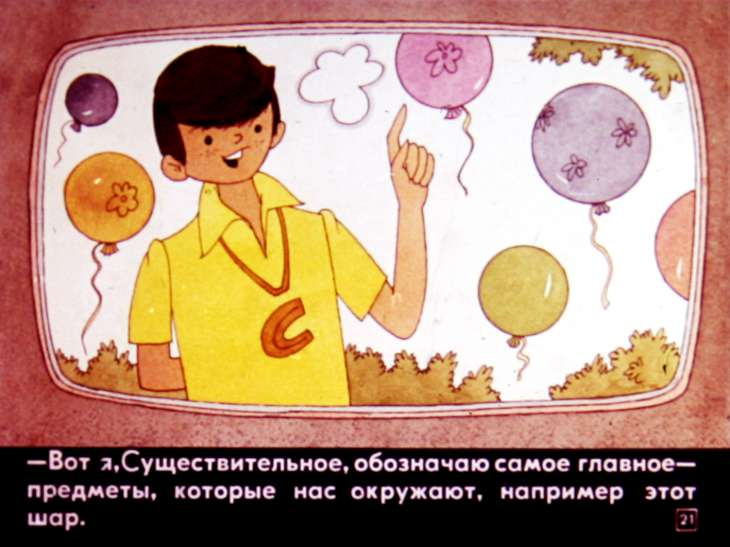 С
—Вот я, Существительное, обозначаю самое главное—
предметы, которые нас окружают, например этот
шар.
21